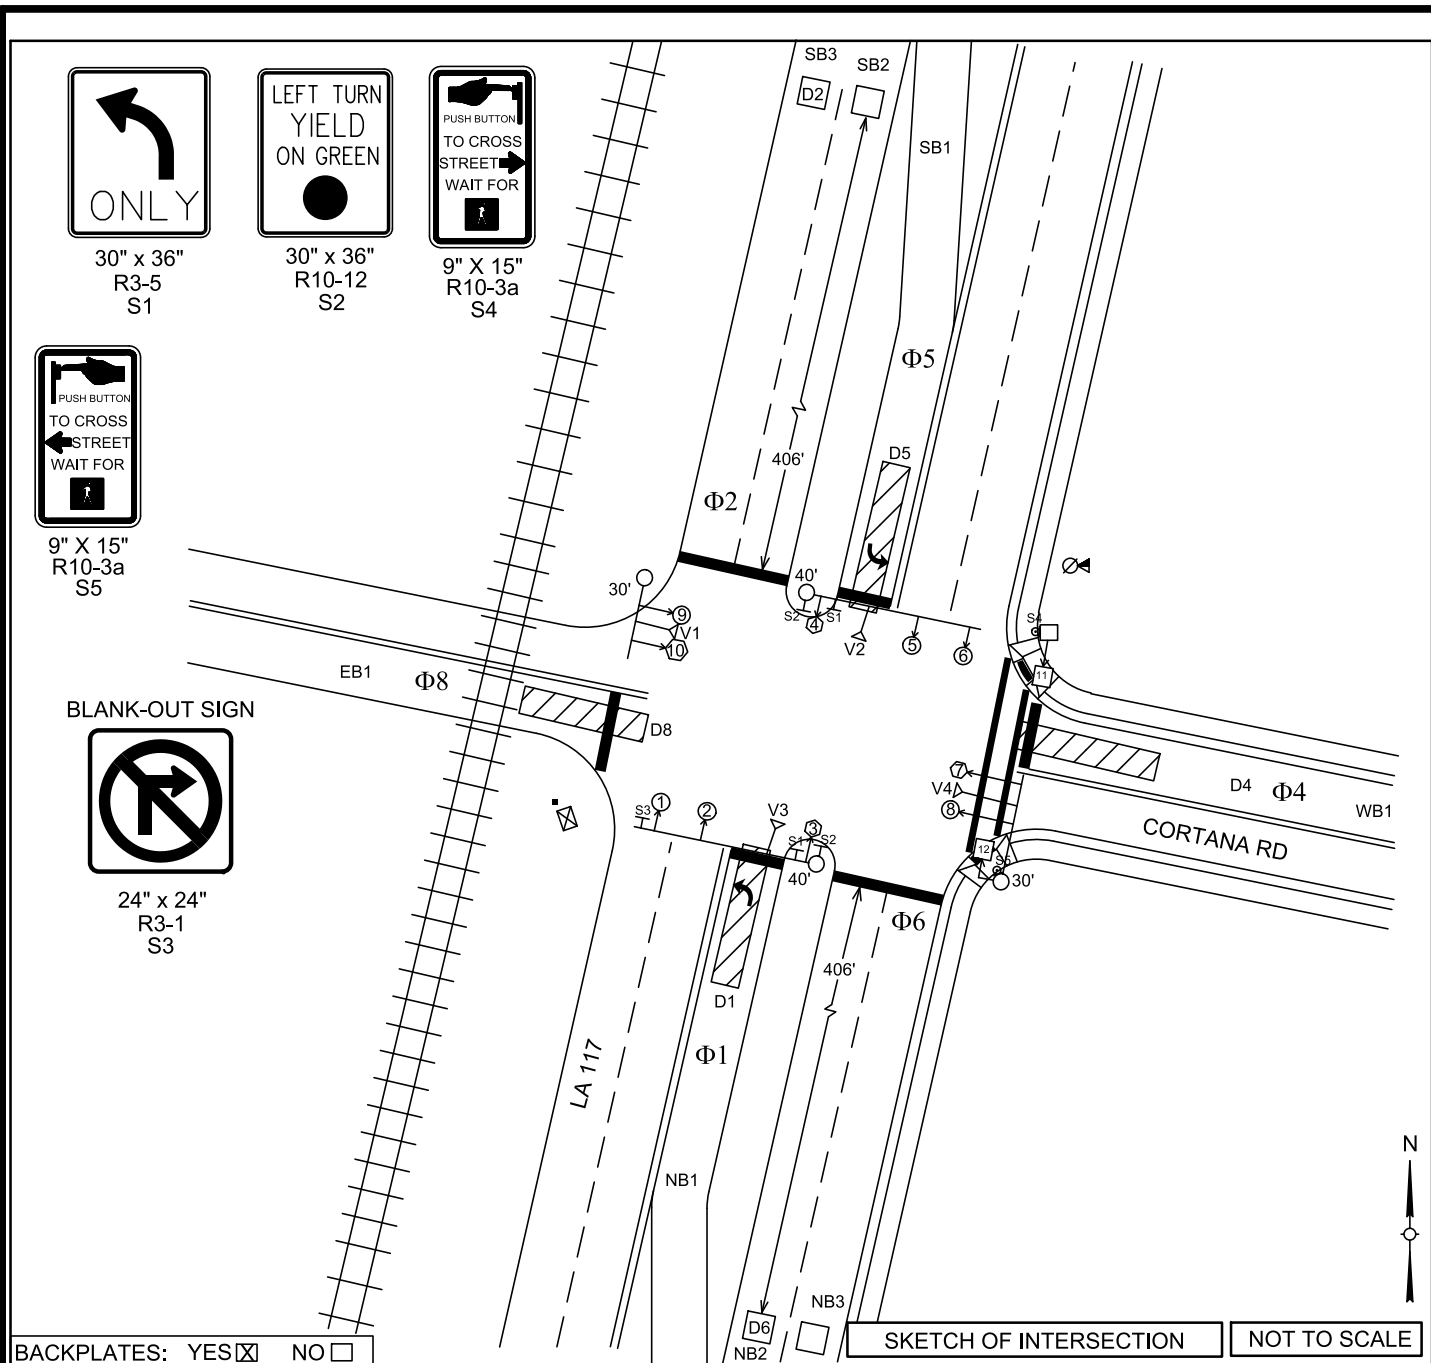 ONLY
30" x 36"
R3-5
S1
LEFT TURN
YIELD
ON GREEN
30" x 36"
R10-12
S2
PUSH BUTTON
TO CROSS
STREET
WAIT FOR
9" X 15"
R10-3a
S4
PUSH BUTTON
TO CROSS
STREET
WAIT FOR
9" X 15"
R10-3a
S5
BLANK-OUT SIGN
24" x 24"
R3-1
S3
SB3
SB2
D2
SB1
Φ5
406'
D5
Φ2
30'
40'
9
V1
10
S2
4
S1
V2
5
6
S4
11
EB1
Φ8
D8
7
V4
8
D4
Φ4
WB1
CORTANA RD
S3
1
2
V3
S1
3
S2
40'
12
S5
30'
Φ6
406'
D1
Φ1
LA 117
NB1
NB3
D6
NB2
N
BACKPLATES: YES X NO
SKETCH OF INTERSECTION
NOT TO SCALE